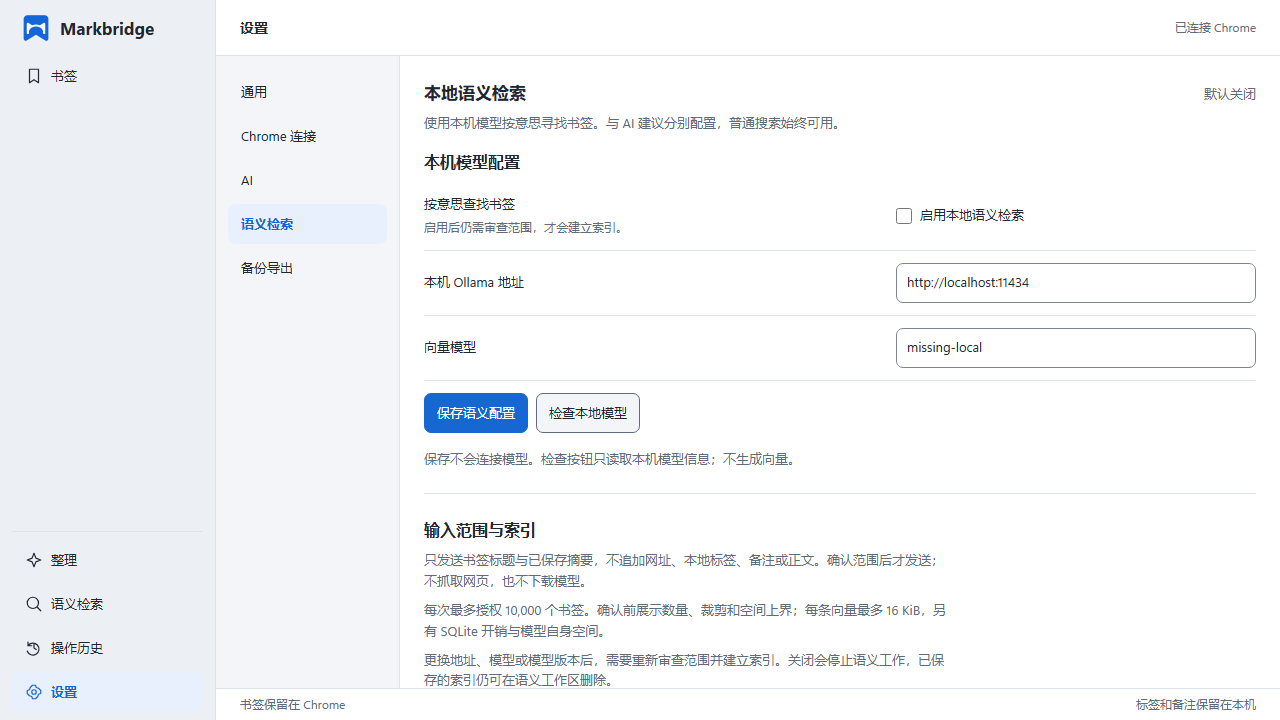 Markbridge
书签
整理
语义检索
操作历史
设置
设置
已连接 Chrome
通用
Chrome 连接
AI
语义检索
备份导出
本地语义检索
默认关闭
使用本机模型按意思寻找书签。与 AI 建议分别配置，普通搜索始终可用。
本机模型配置
按意思查找书签
启用后仍需审查范围，才会建立索引。
启用本地语义检索
本机 Ollama 地址
http://localhost:11434
向量模型
missing-local
保存语义配置
检查本地模型
保存不会连接模型。检查按钮只读取本机模型信息；不生成向量。
输入范围与索引
只发送书签标题与已保存摘要，不追加网址、本地标签、备注或正文。确认范围后才发送；
不抓取网页，也不下载模型。
每次最多授权 10,000 个书签。确认前展示数量、裁剪和空间上界；每条向量最多 16 KiB，另
有 SQLite 开销与模型自身空间。
更换地址、模型或模型版本后，需要重新审查范围并建立索引。关闭会停止语义工作，已保
存的索引仍可在语义工作区删除。
书签保留在 Chrome
标签和备注保留在本机